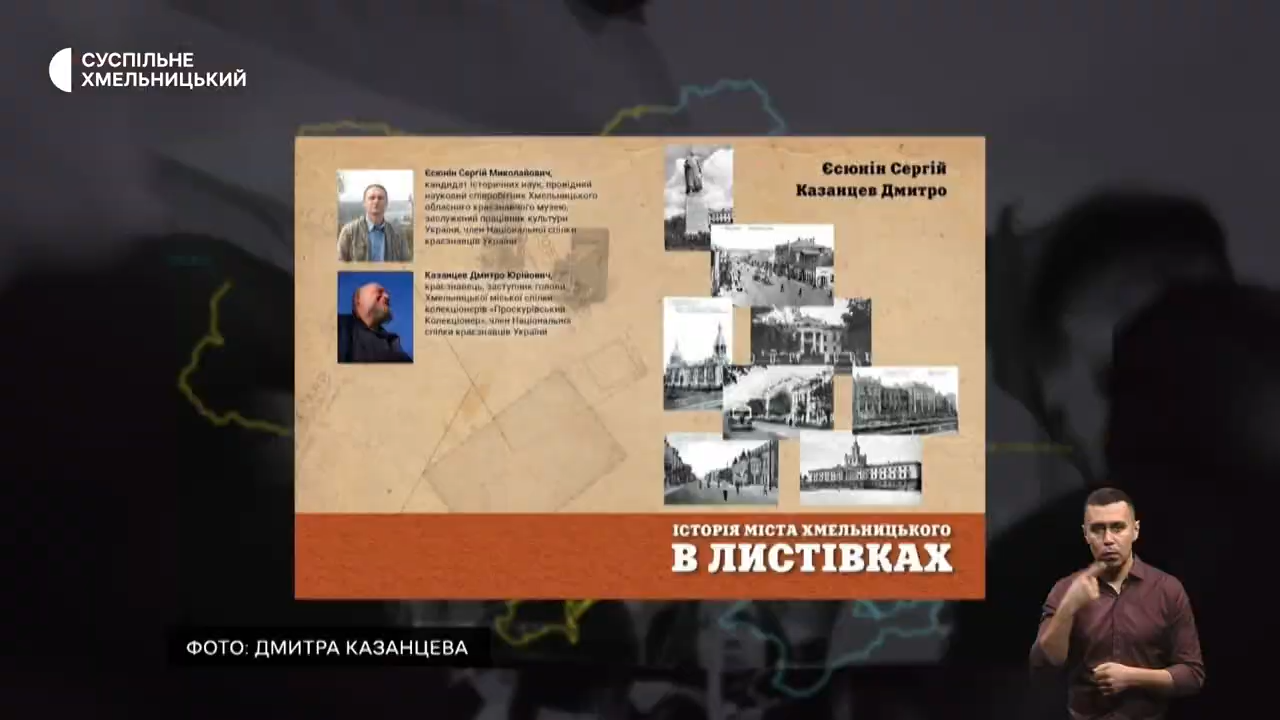 СУСПІЛЬНЕ
ХМЕЛЬНИЦЬКИЙ
Єсюнін Сергій Миколайович,
кандидат історичних наук, провідний
науковий співробітник Хмельницького
обласного краєзнавчого музею,
заслужений працівник культури
України, член Національної спілки
краєзнавців України
Казанцев Дмитро Юрійович,
краєзнавець, заступник голови
Хмельницької міської спілки
колекціонерів «Проскурівський
Колекціонер», член Національної
спілки краєзнавців України
Єсюнін Сергій
Казанцев Дмитро
ІСТОРІЯ МІСТА ХМЕЛЬНИЦЬКОГО
В ЛИСТІВКАХ
ФОТО: ДМИТРА КАЗАНЦЕВА